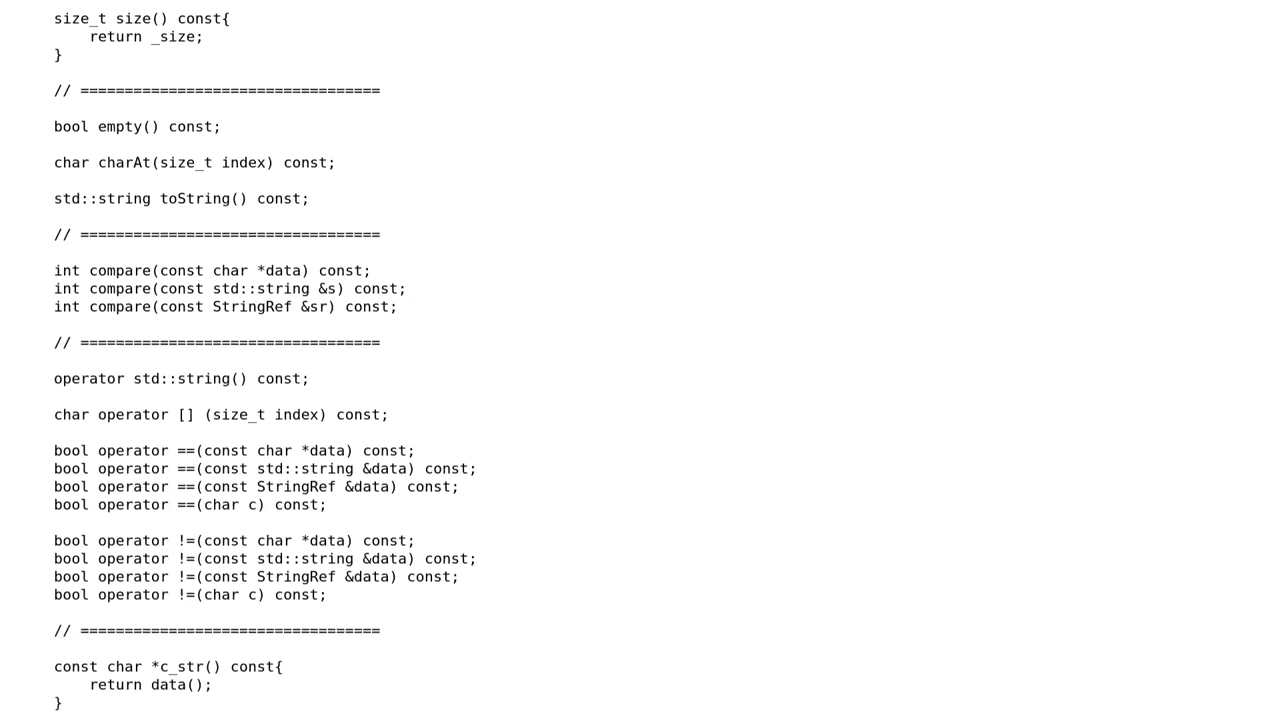 size_t size() const{
    return _size;
}

// ==================================

bool empty() const;

char charAt(size_t index) const;

std::string toString() const;

// ==================================

int compare(const char *data) const;
int compare(const std::string &s) const;
int compare(const StringRef &sr) const;

// ==================================

operator std::string() const;

char operator [] (size_t index) const;

bool operator ==(const char *data) const;
bool operator ==(const std::string &data) const;
bool operator ==(const StringRef &data) const;
bool operator ==(char c) const;

bool operator !=(const char *data) const;
bool operator !=(const std::string &data) const;
bool operator !=(const StringRef &data) const;
bool operator !=(char c) const;

// ==================================

const char *c_str() const{
    return data();
}